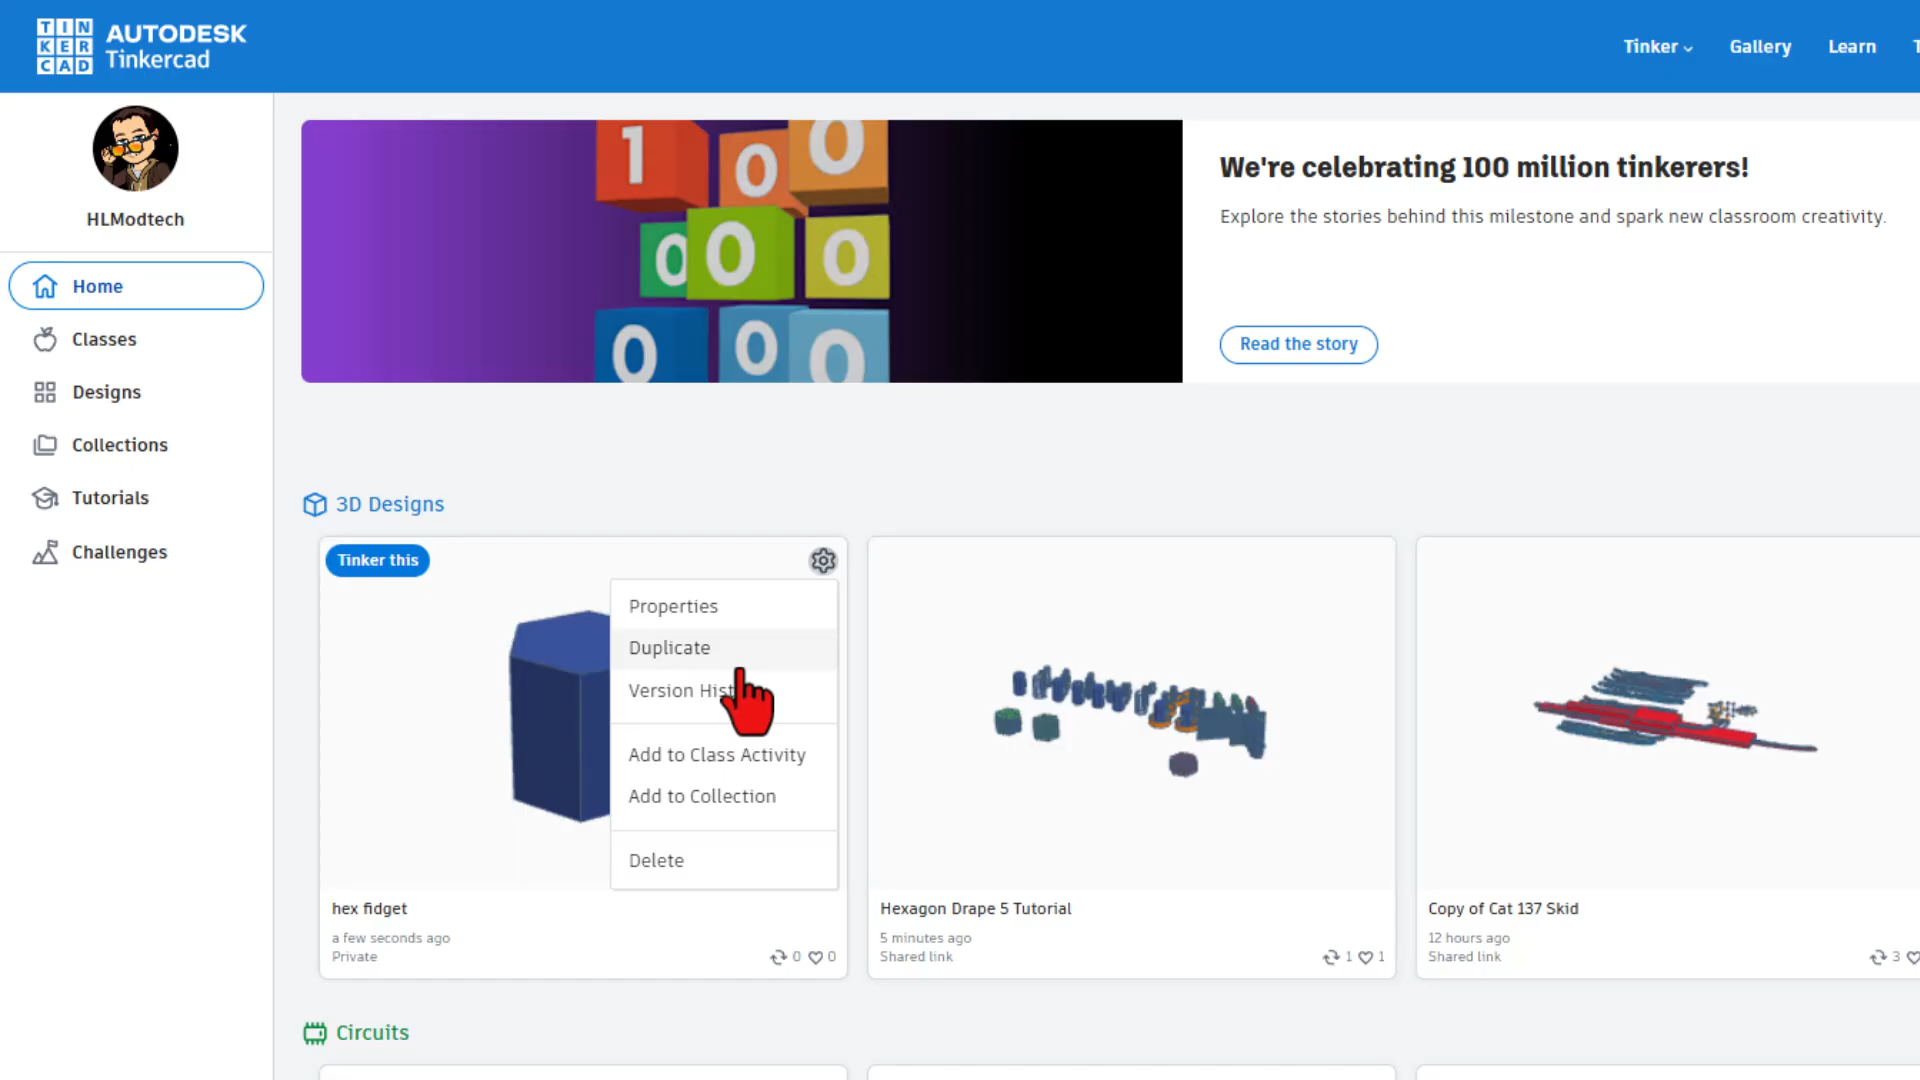 TIN
KER
CAD
AUTODESK
Tinkercad
Tinker
Gallery
Learn
HLModtech
Home
Classes
Designs
Collections
Tutorials
Challenges
1 0 0
0 0 0
0 0 0
We're celebrating 100 million tinkerers!
Explore the stories behind this milestone and spark new classroom creativity.
Read the story
3D Designs
Tinker this
Properties
Duplicate
Version Hist
Add to Class Activity
Add to Collection
Delete
hex fidget
a few seconds ago
Private
0 0
Hexagon Drape 5 Tutorial
5 minutes ago
Shared link
1 1
Copy of Cat 137 Skid
12 hours ago
Shared link
3
Circuits